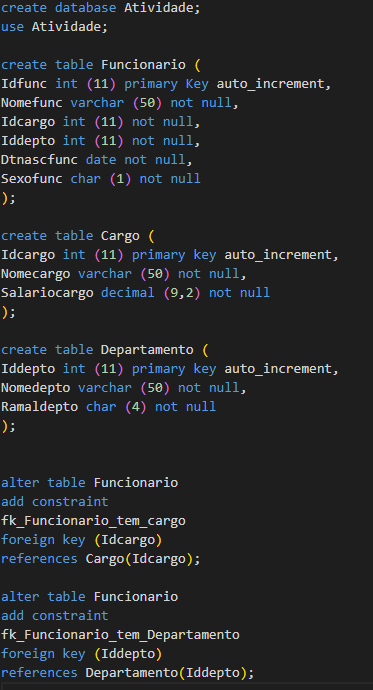 create database Atividade;
use Atividade;
create table Funcionario (
Idfunc int (11) primary Key auto_increment,
Nomefunc varchar (50) not null,
Idcargo int (11) not null,
Iddepto int (11) not null,
Dtnascfunc date not null,
Sexofunc char (1) not null
);
create table Cargo (
Idcargo int (11) primary key auto_increment,
Nomecargo varchar (50) not null,
Salariocargo decimal (9,2) not null
);
create table Departamento (
Iddepto int (11) primary key auto_increment,
Nomedepto varchar (50) not null,
Ramaldepto char (4) not null
);
alter table Funcionario
add constraint
fk_Funcionario_tem_cargo
foreign key (Idcargo)
references Cargo(Idcargo);
alter table Funcionario
add constraint
fk_Funcionario_tem_Departamento
foreign key (Iddepto)
references Departamento(Iddepto);